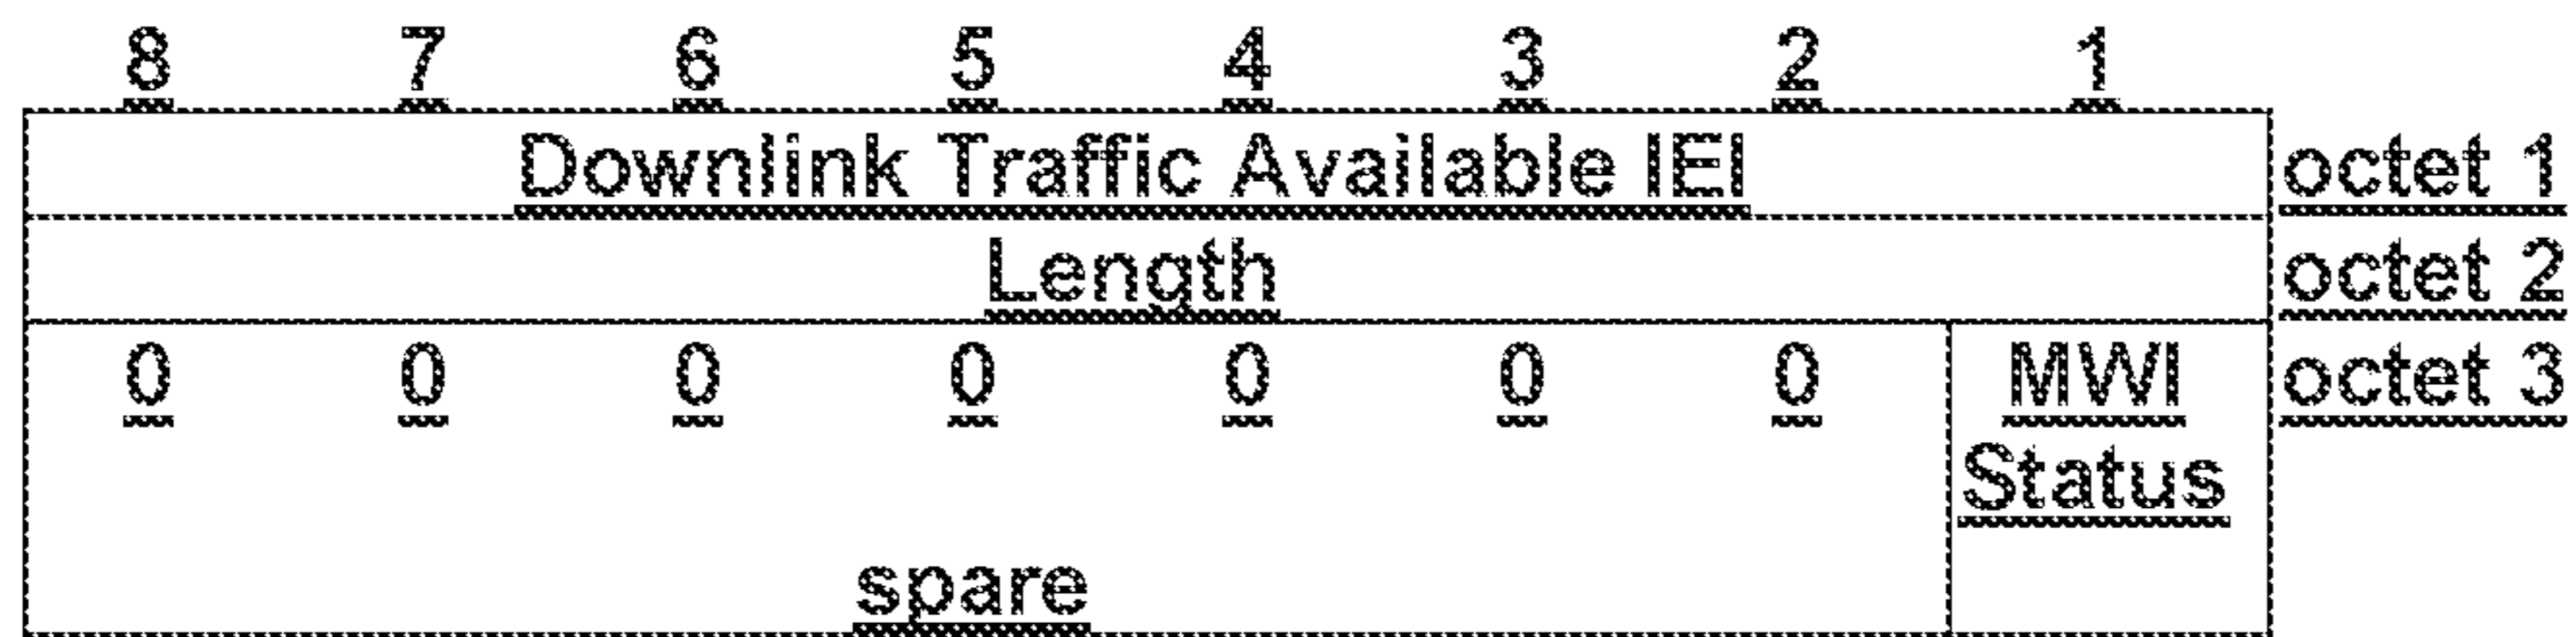 8 7 6 5 4 3 2 1
Downlink Traffic Available IEI octet 1
Length octet 2
0 0 0 0 0 0 0 MWI octet 3
Status
spare